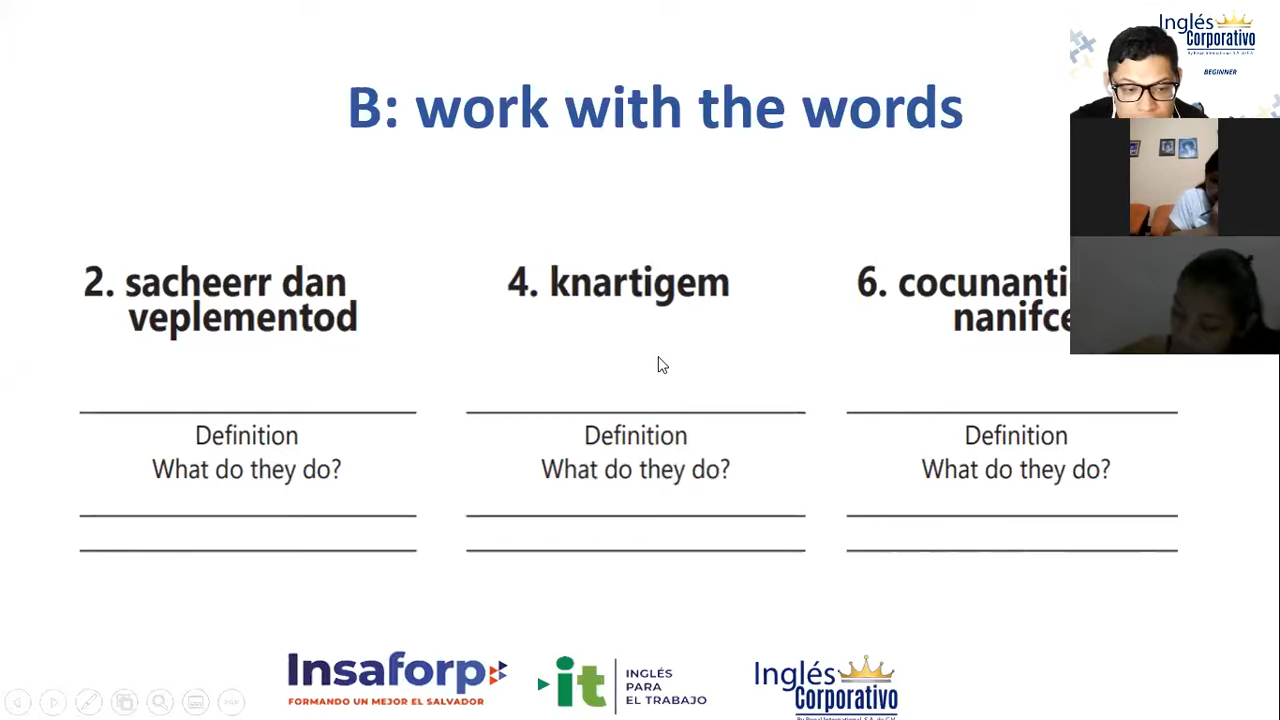 Inglés
Corporativo
BEGINNER
B: work with the words
2. sacheerr dan
veplementod
4. knartigem
6. cocunanti
nanifce
Definition
What do they do?
Definition
What do they do?
Definition
What do they do?
Insaforp
FORMANDO UN MEJOR EL SALVADOR
it
INGLÉS
PARA
EL TRABAJO
Inglés
Corporativo